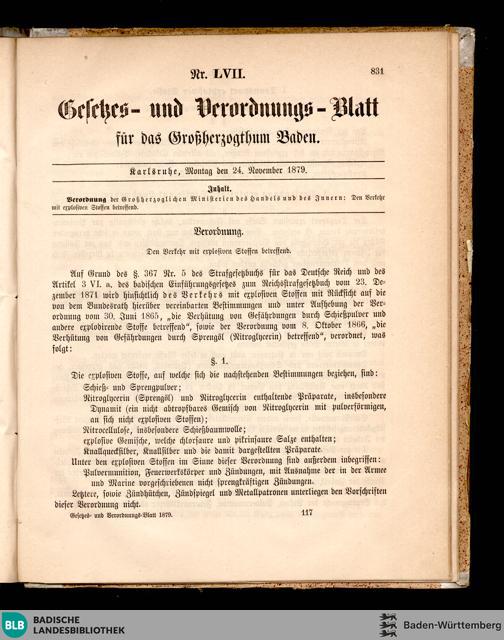 Nr. LVII.
831
Gesetzes- und Verordnungs-Blatt
für das Großherzogthum Baden.
Karlsruhe, Montag den 24. November 1879.
Inhalt.
Verordnung der Großherzoglichen Ministerien des Handels und des Innern: Den Verkehr
mit explosiven Stoffen betreffend.
Verordnung.
Den Verkehr mit explosiven Stoffen betreffend.
Auf Grund des §. 367 Nr. 5 des Strafgesetzbuchs für das Deutsche Reich und des
Artikel 3 VI. a. des badischen Einführungsgesetzes zum Reichsstrafgesetzbuch vom 23. De-
zember 1871 wird hinsichtlich des Verkehrs mit explosiven Stoffen mit Rücksicht auf die
von dem Bundesrath hierüber vereinbarten Bestimmungen und unter Aufhebung der Ver-
ordnung vom 30. Juni 1865, „die Verhütung von Gefährdungen durch Schießpulver und
andere explodirende Stoffe betreffend“, sowie der Verordnung vom 8. Oktober 1866, „die
Verhütung von Gefährdungen durch Sprengöl (Nitroglycerin) betreffend“, verordnet, was
folgt:
§. 1.
Die explosiven Stoffe, auf welche sich die nachstehenden Bestimmungen beziehen, sind:
Schieß- und Sprengpulver;
Nitroglycerin (Sprengöl) und Nitroglycerin enthaltende Präparate, insbesondere
Dynamit (ein nicht abtropfbares Gemisch von Nitroglycerin mit pulverförmigen,
an sich nicht explosiven Stoffen);
Nitrocellulose, insbesondere Schießbaumwolle;
explosive Gemische, welche chlorsaure und pikrinsaure Salze enthalten;
Knallquecksilber, Knallsilber und die damit dargestellten Präparate.
Unter den explosiven Stoffen im Sinne dieser Verordnung sind außerdem inbegriffen:
Pulvermunition, Feuerwerkskörper und Zündungen, mit Ausnahme der in der Armee
und Marine vorgeschriebenen nicht sprengkräftigen Zündungen.
Letztere, sowie Zündhütchen, Zündspiegel und Metallpatronen unterliegen den Vorschriften
dieser Verordnung nicht.
Gesetzes- und Verordnungs-Blatt 1879.
117
BLB BADISCHE
LANDESBIBLIOTHEK
Baden-Württemberg